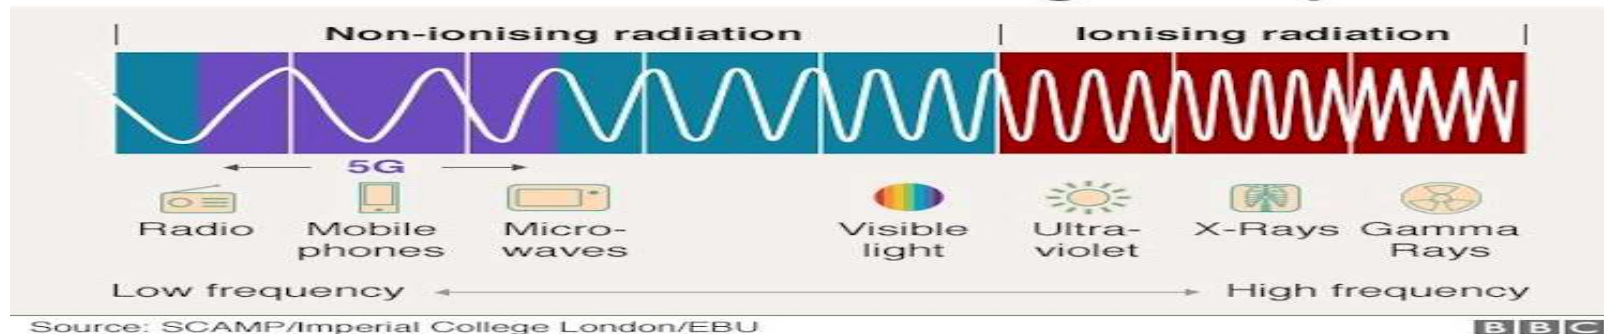 Non-ionising radiation
Ionising radiation
5G
Radio
Mobile
phones
Micro-
waves
Visible
light
Ultra-
violet
X-Rays
Gamma
Rays
Low frequency
High frequency
Source: SCAMP/Imperial College London/EBU
BBC